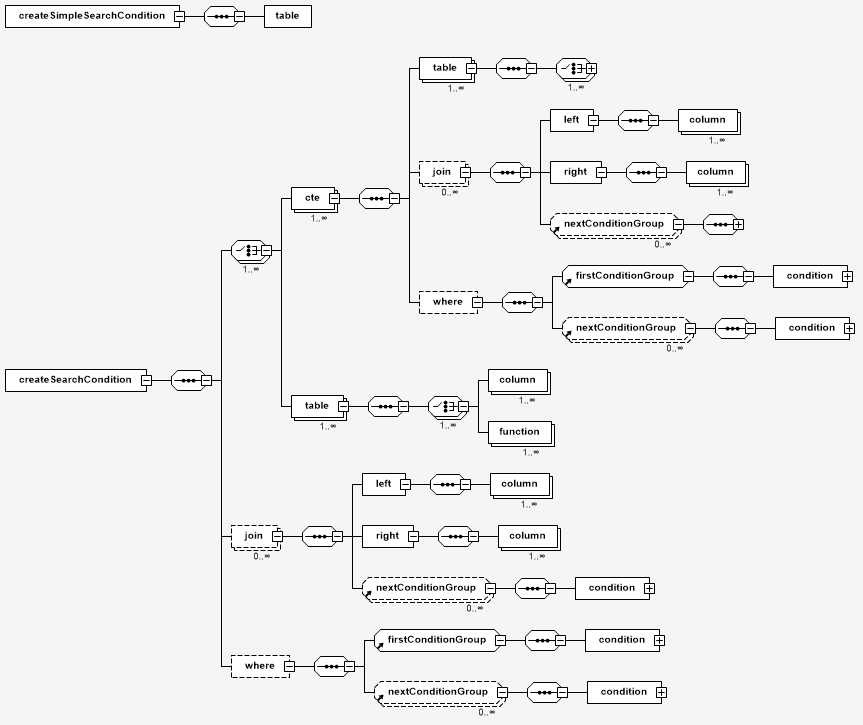 createSimpleSearchCondition
table
table
1..∞
1..∞
left
column
1..∞
join
0..∞
right
column
1..∞
cte
1..∞
nextConditionGroup
0..∞
1..∞
firstConditionGroup
condition
where
nextConditionGroup
0..∞
condition
createSearchCondition
column
1..∞
table
1..∞
1..∞
function
1..∞
left
column
1..∞
join
0..∞
right
column
1..∞
nextConditionGroup
0..∞
condition
firstConditionGroup
condition
where
nextConditionGroup
0..∞
condition